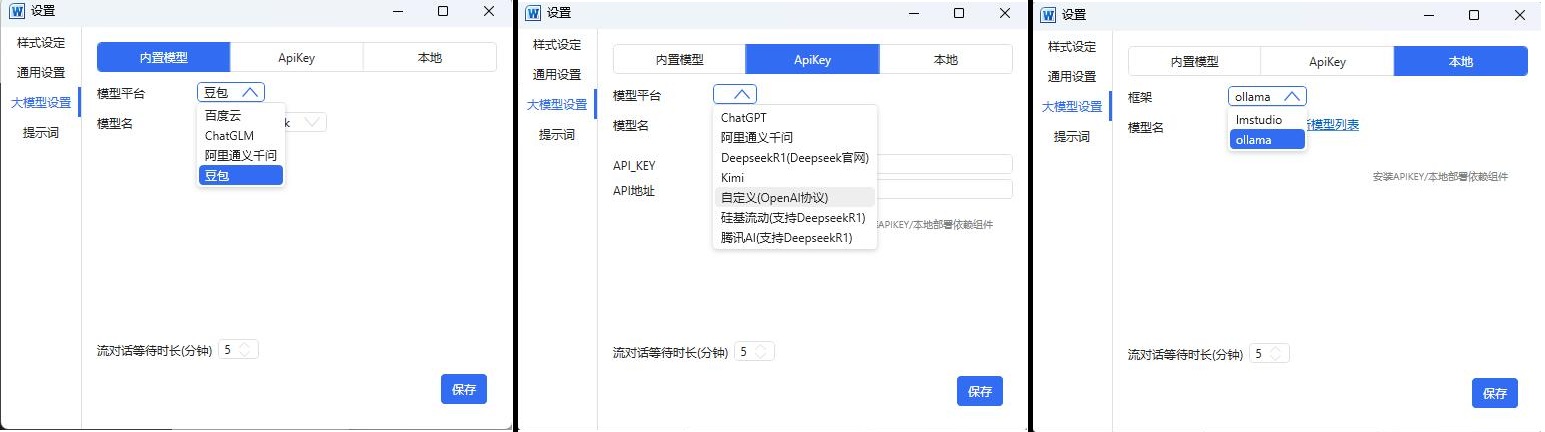 设置
样式设定
通用设置
大模型设置
提示词
内置模型 ApiKey 本地
模型平台 豆包
模型名 k
百度云
ChatGLM
阿里通义千问
豆包
流对话等待时长(分钟) 5
保存
设置
样式设定
通用设置
大模型设置
提示词
内置模型 ApiKey 本地
模型平台
模型名
API_KEY
API地址
ChatGPT
阿里通义千问
DeepseekR1(Deepseek官网)
Kimi
自定义(OpenAI协议)
硅基流动(支持DeepseekR1)
腾讯AI(支持DeepseekR1)
APIKEY/本地部署依赖组件
流对话等待时长(分钟) 5
保存
设置
样式设定
通用设置
大模型设置
提示词
内置模型 ApiKey 本地
框架 ollama
模型名 模型列表
lmstudio
ollama
安装APIKEY/本地部署依赖组件
流对话等待时长(分钟) 5
保存